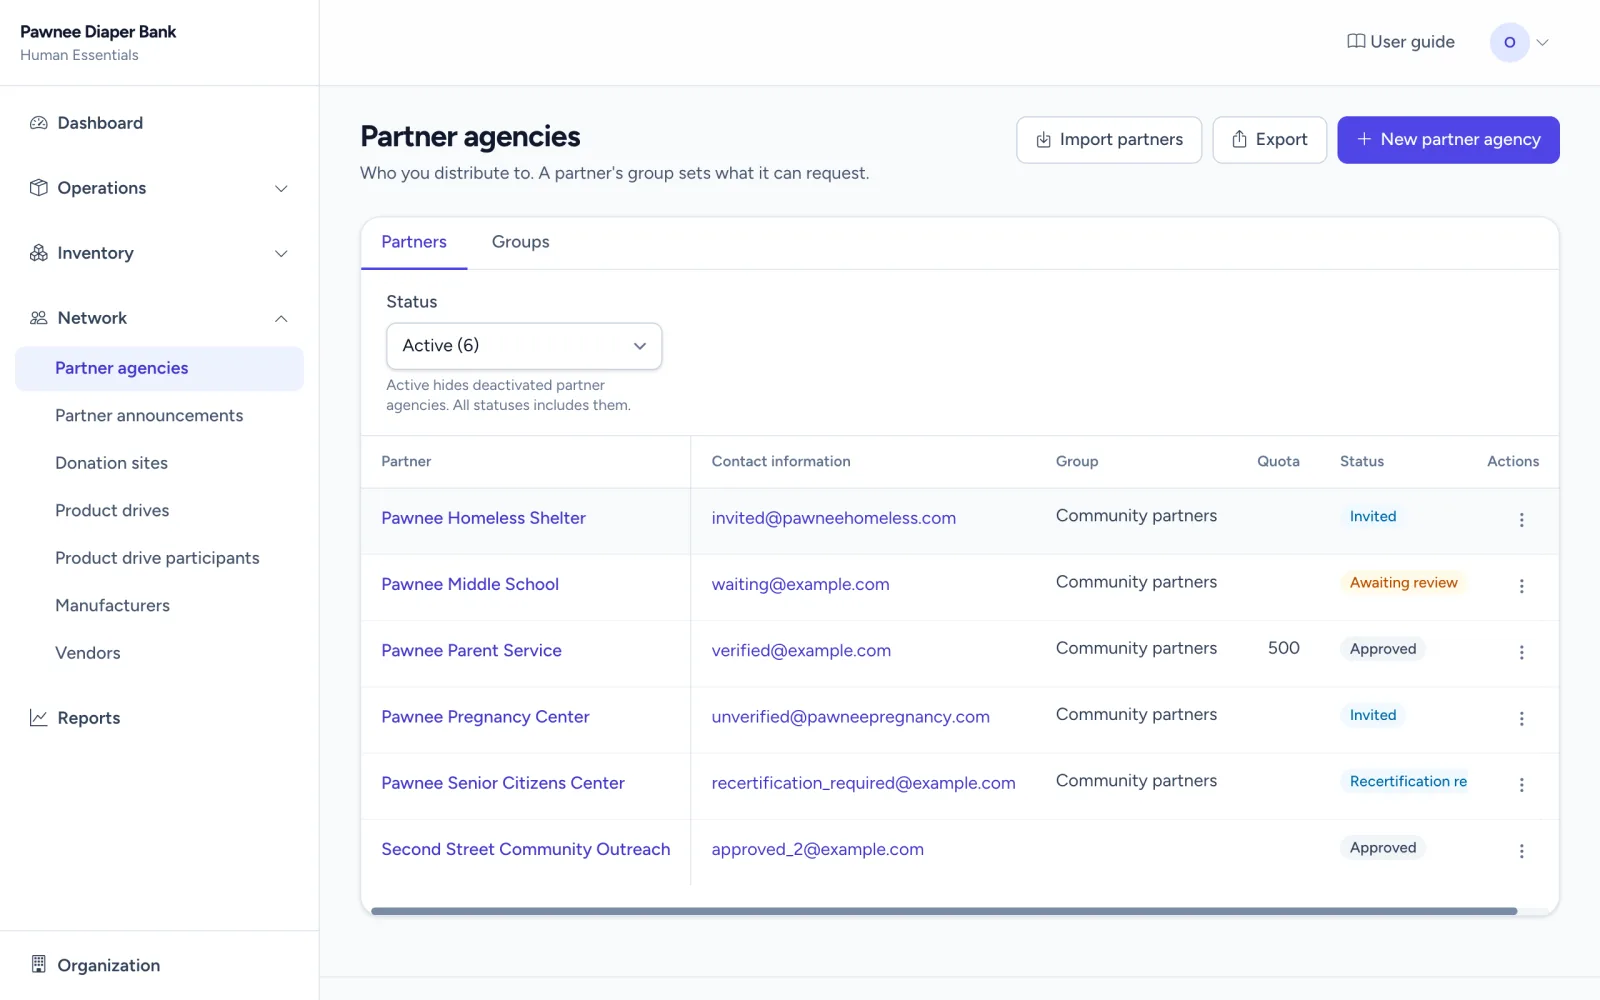 Pawnee Diaper Bank
Human Essentials
User guide
O
Dashboard
Operations
Inventory
Network
Partner agencies
Partner announcements
Donation sites
Product drives
Product drive participants
Manufacturers
Vendors
Reports
Organization
Partner agencies
Who you distribute to. A partner's group sets what it can request.
Import partners
Export
New partner agency
Partners
Groups
Status
Active (6)
Active hides deactivated partner
agencies. All statuses includes them.
Partner Contact information Group Quota Status Actions
Pawnee Homeless Shelter invited@pawneehomeless.com Community partners Invited
Pawnee Middle School waiting@example.com Community partners Awaiting review
Pawnee Parent Service verified@example.com Community partners 500 Approved
Pawnee Pregnancy Center unverified@pawneepregnancy.com Community partners Invited
Pawnee Senior Citizens Center recertification_required@example.com Community partners Recertification re
Second Street Community Outreach approved_2@example.com Approved